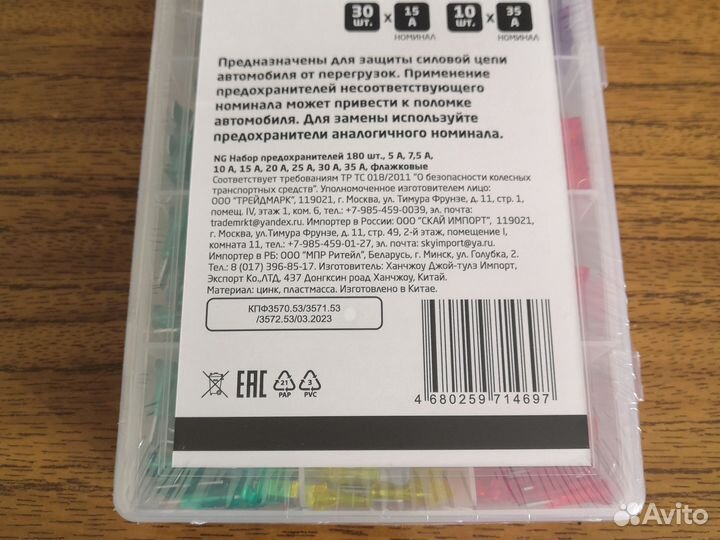 30 шт. x 15 А 10 шт. x 35 А
НОМИНАЛ НОМИНАЛ
Предназначены для защиты силовой цепи
автомобиля от перегрузок. Применение
предохранителей несоответствующего
номинала может привести к поломке
автомобиля. Для замены используйте
предохранители аналогичного номинала.
NG Набор предохранителей 180 шт., 5 А, 7,5 А,
10 А, 15 А, 20 А, 25 А, 30 А, 35 А, флажковые
Соответствует требованиям ТР ТС 018/2011 "О безопасности колесных
транспортных средств". Уполномоченное изготовителем лицо:
ООО "ТРЕЙДМАРК", 119021, г. Москва, ул. Тимура Фрунзе, д. 11, стр. 1,
помещ. IV, этаж 1, ком. 6, тел.: +7-985-459-0039, эл. почта:
trademrkt@yandex.ru. Импортер в России: ООО "СКАЙ ИМПОРТ", 119021,
г. Москва, ул.Тимура Фрунзе, д. 11, стр. 49, 2-й этаж, помещение I,
комната 11, тел.: +7-985-459-01-27, эл. почта: skyimport@ya.ru.
Импортер в РБ: ООО "МПР Ритейл", Беларусь, г. Минск, ул. Голубка, 2.
Тел.: 8 (017) 396-85-17. Изготовитель: Ханчжоу Джой-тулз Импорт,
Экспорт Ко.,ЛТД, 437 Донгксин роад Ханчжоу, Китай.
Материал: цинк, пластмасса. Изготовлено в Китае.
КПФ3570.53/3571.53
/3572.53/03.2023
EAC 21 PAP 3 PVC
4 680259 714697
Avito